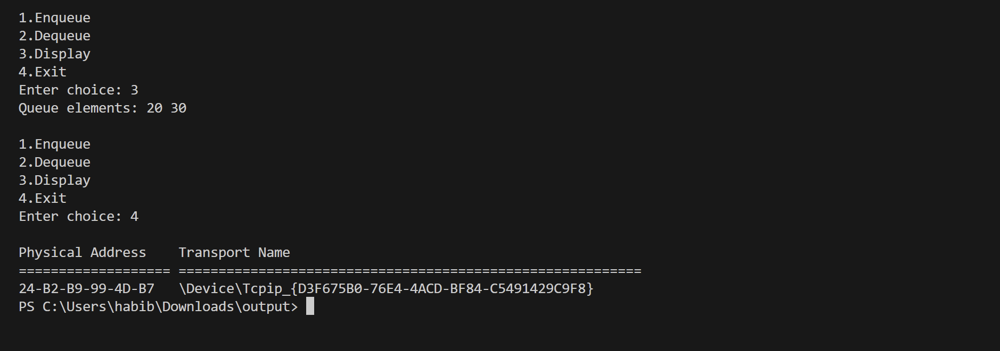 1.Enqueue
2.Dequeue
3.Display
4.Exit
Enter choice: 3
Queue elements: 20 30
1.Enqueue
2.Dequeue
3.Display
4.Exit
Enter choice: 4
Physical Address    Transport Name
=================== ==========================================================
24-B2-B9-99-4D-B7   \Device\Tcpip_{D3F675B0-76E4-4ACD-BF84-C5491429C9F8}
PS C:\Users\habib\Downloads\output>